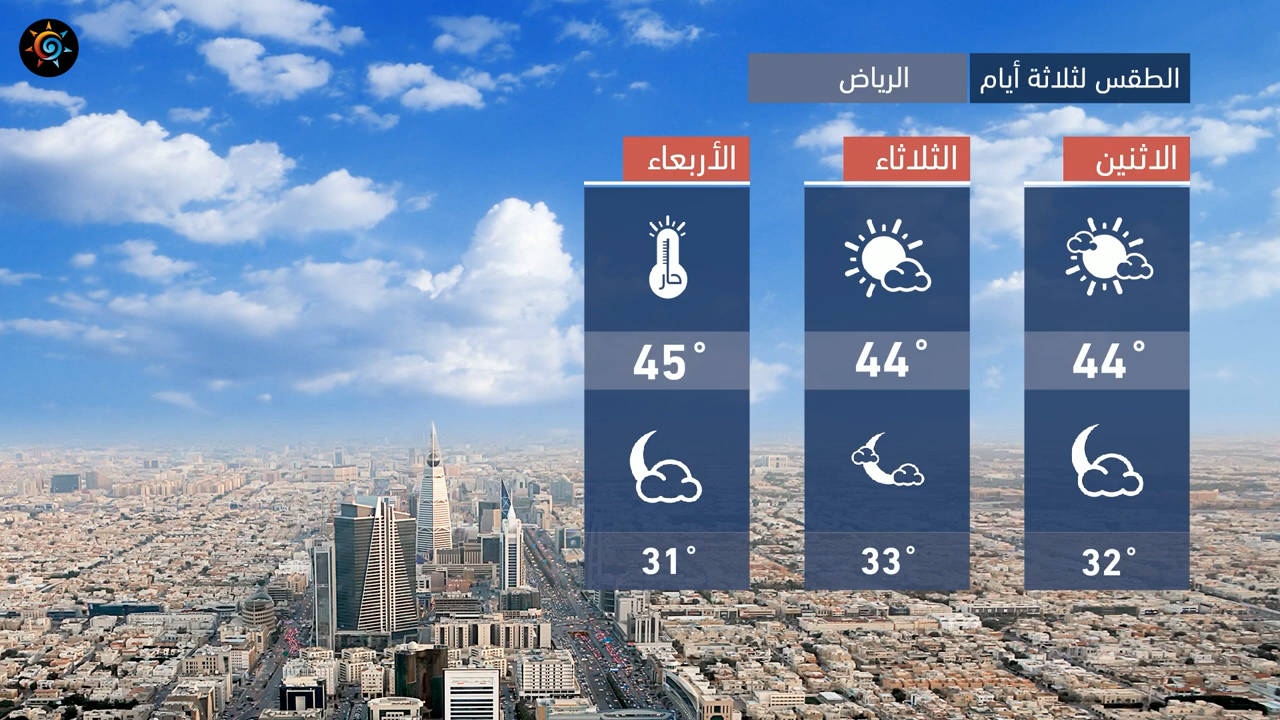 الطقس لثلاثة أيام
الرياض
الاثنين
44°
32°
الثلاثاء
44°
33°
الأربعاء
حار
45°
31°